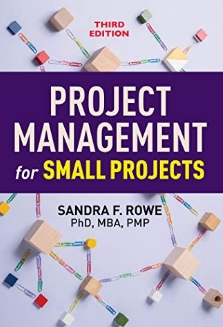 THIRD
EDITION
PROJECT
MANAGEMENT
for SMALL PROJECTS
SANDRA F. ROWE
PhD, MBA, PMP